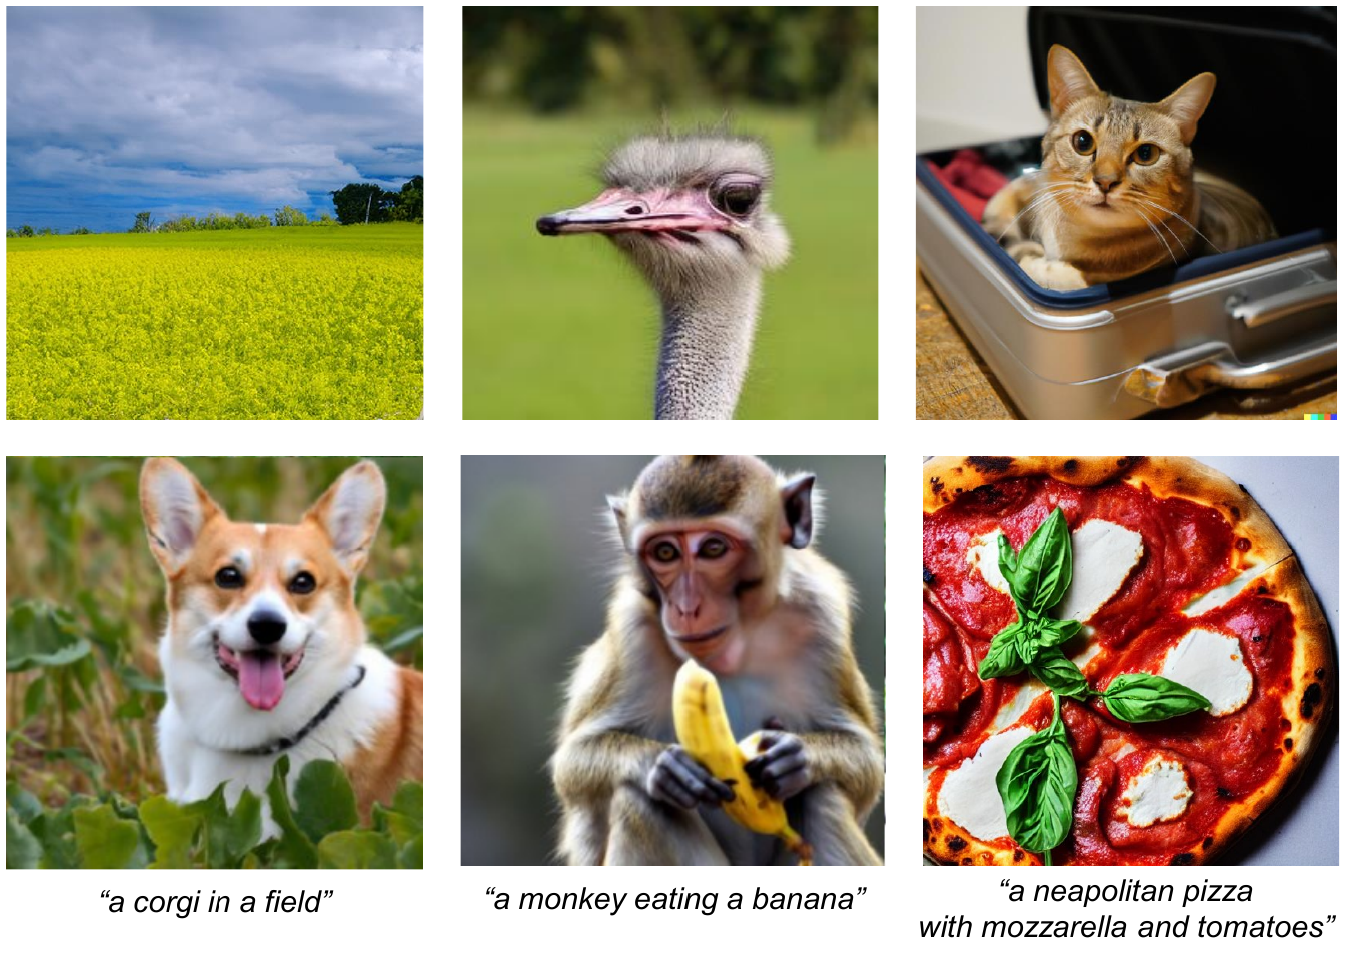 “a corgi in a field”
“a monkey eating a banana”
“a neapolitan pizza
with mozzarella and tomatoes”